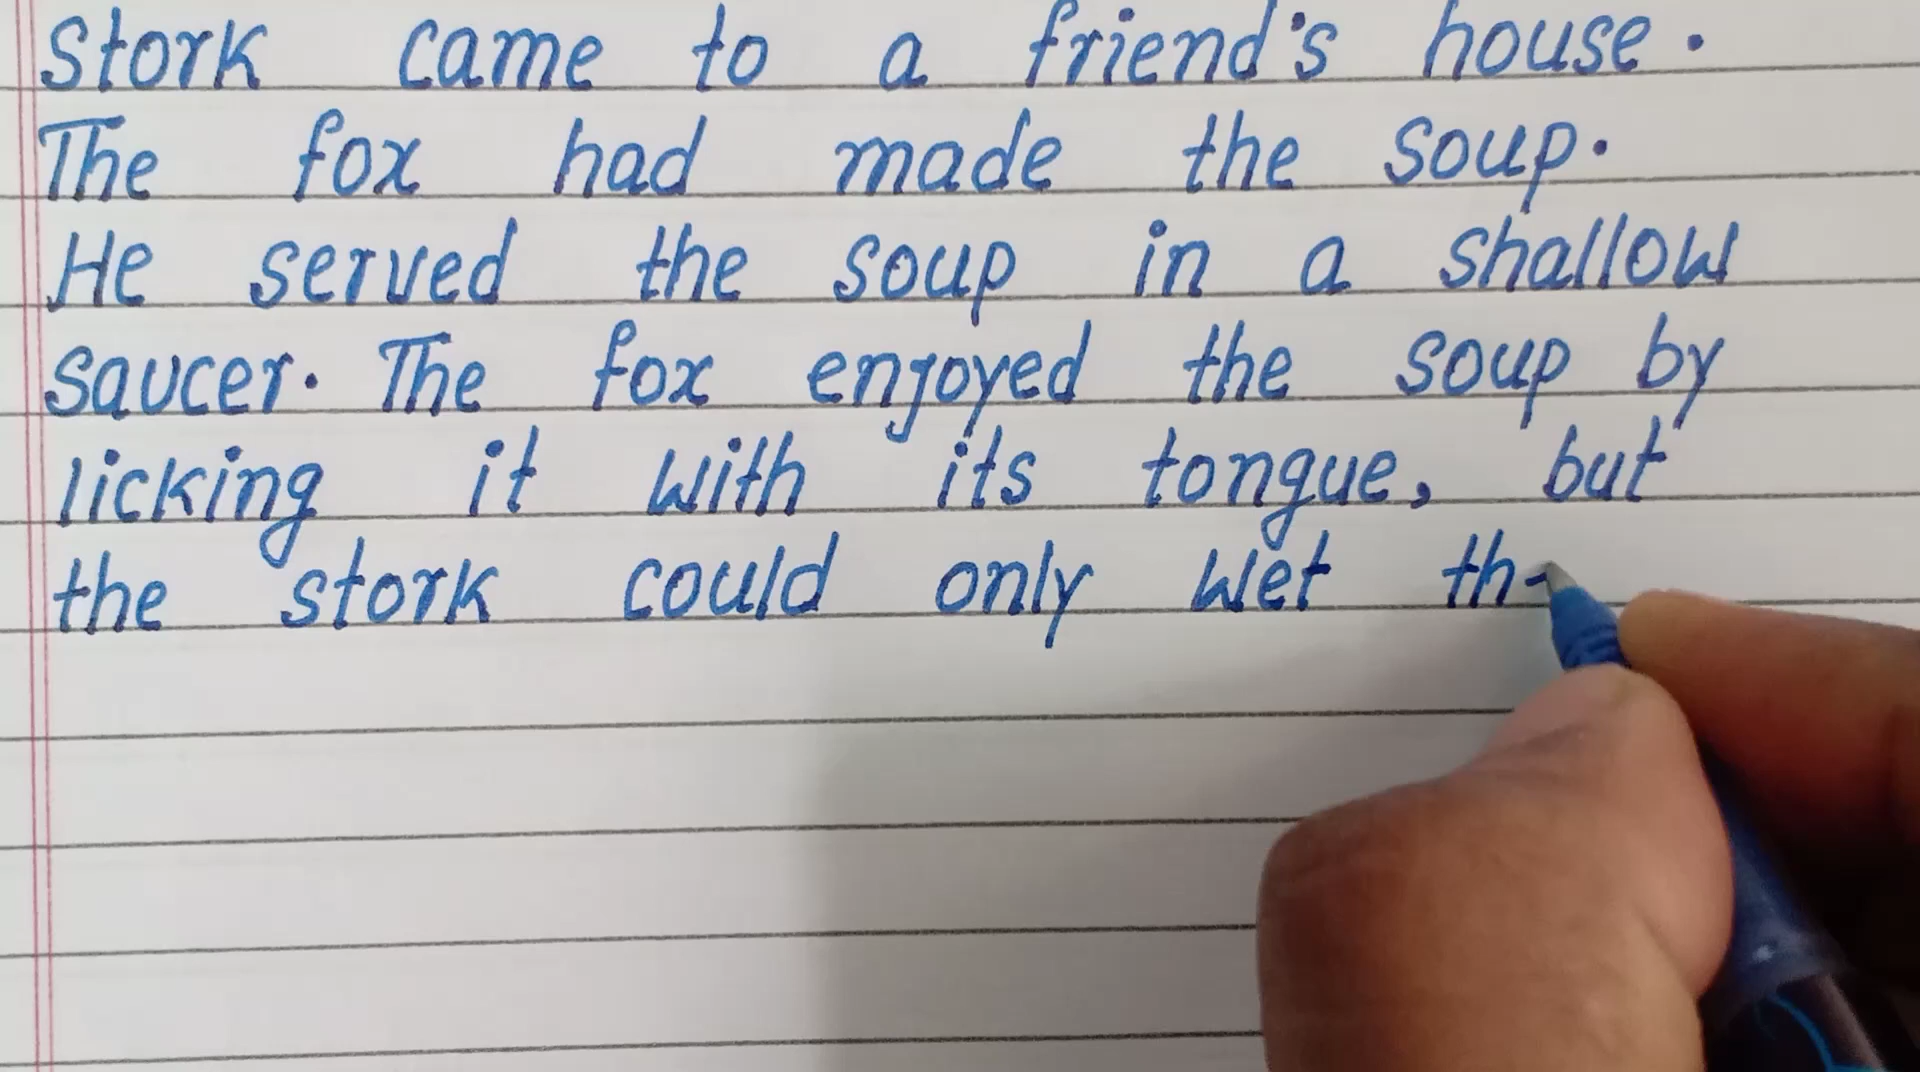 stork came to a friend's house.
The fox had made the soup.
He served the soup in a shallow
saucer. The fox enjoyed the soup by
licking it with its tongue, but
the stork could only wet th